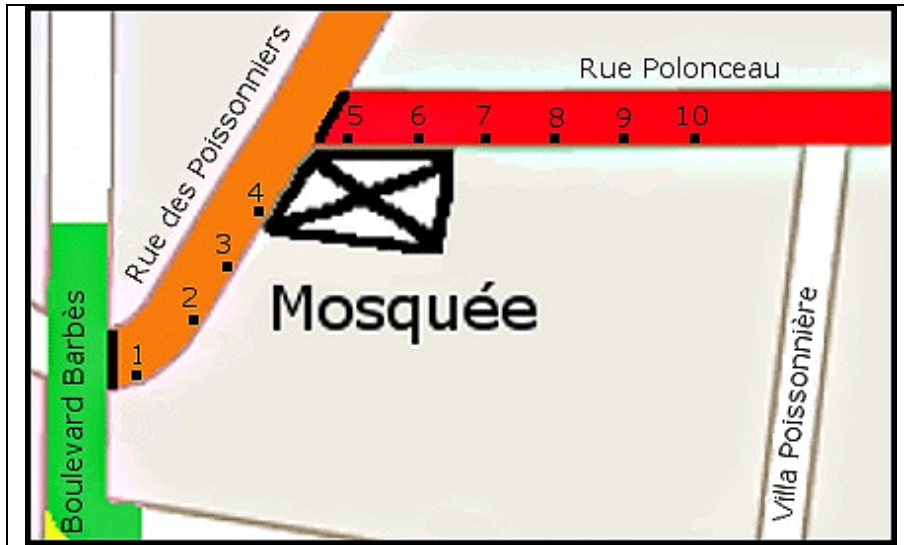 Rue Polonceau
Rue des Poissonniers
5 6 7 8 9 10
4
3
2
1
Mosquée
Boulevard Barbès
Villa Poissonnière